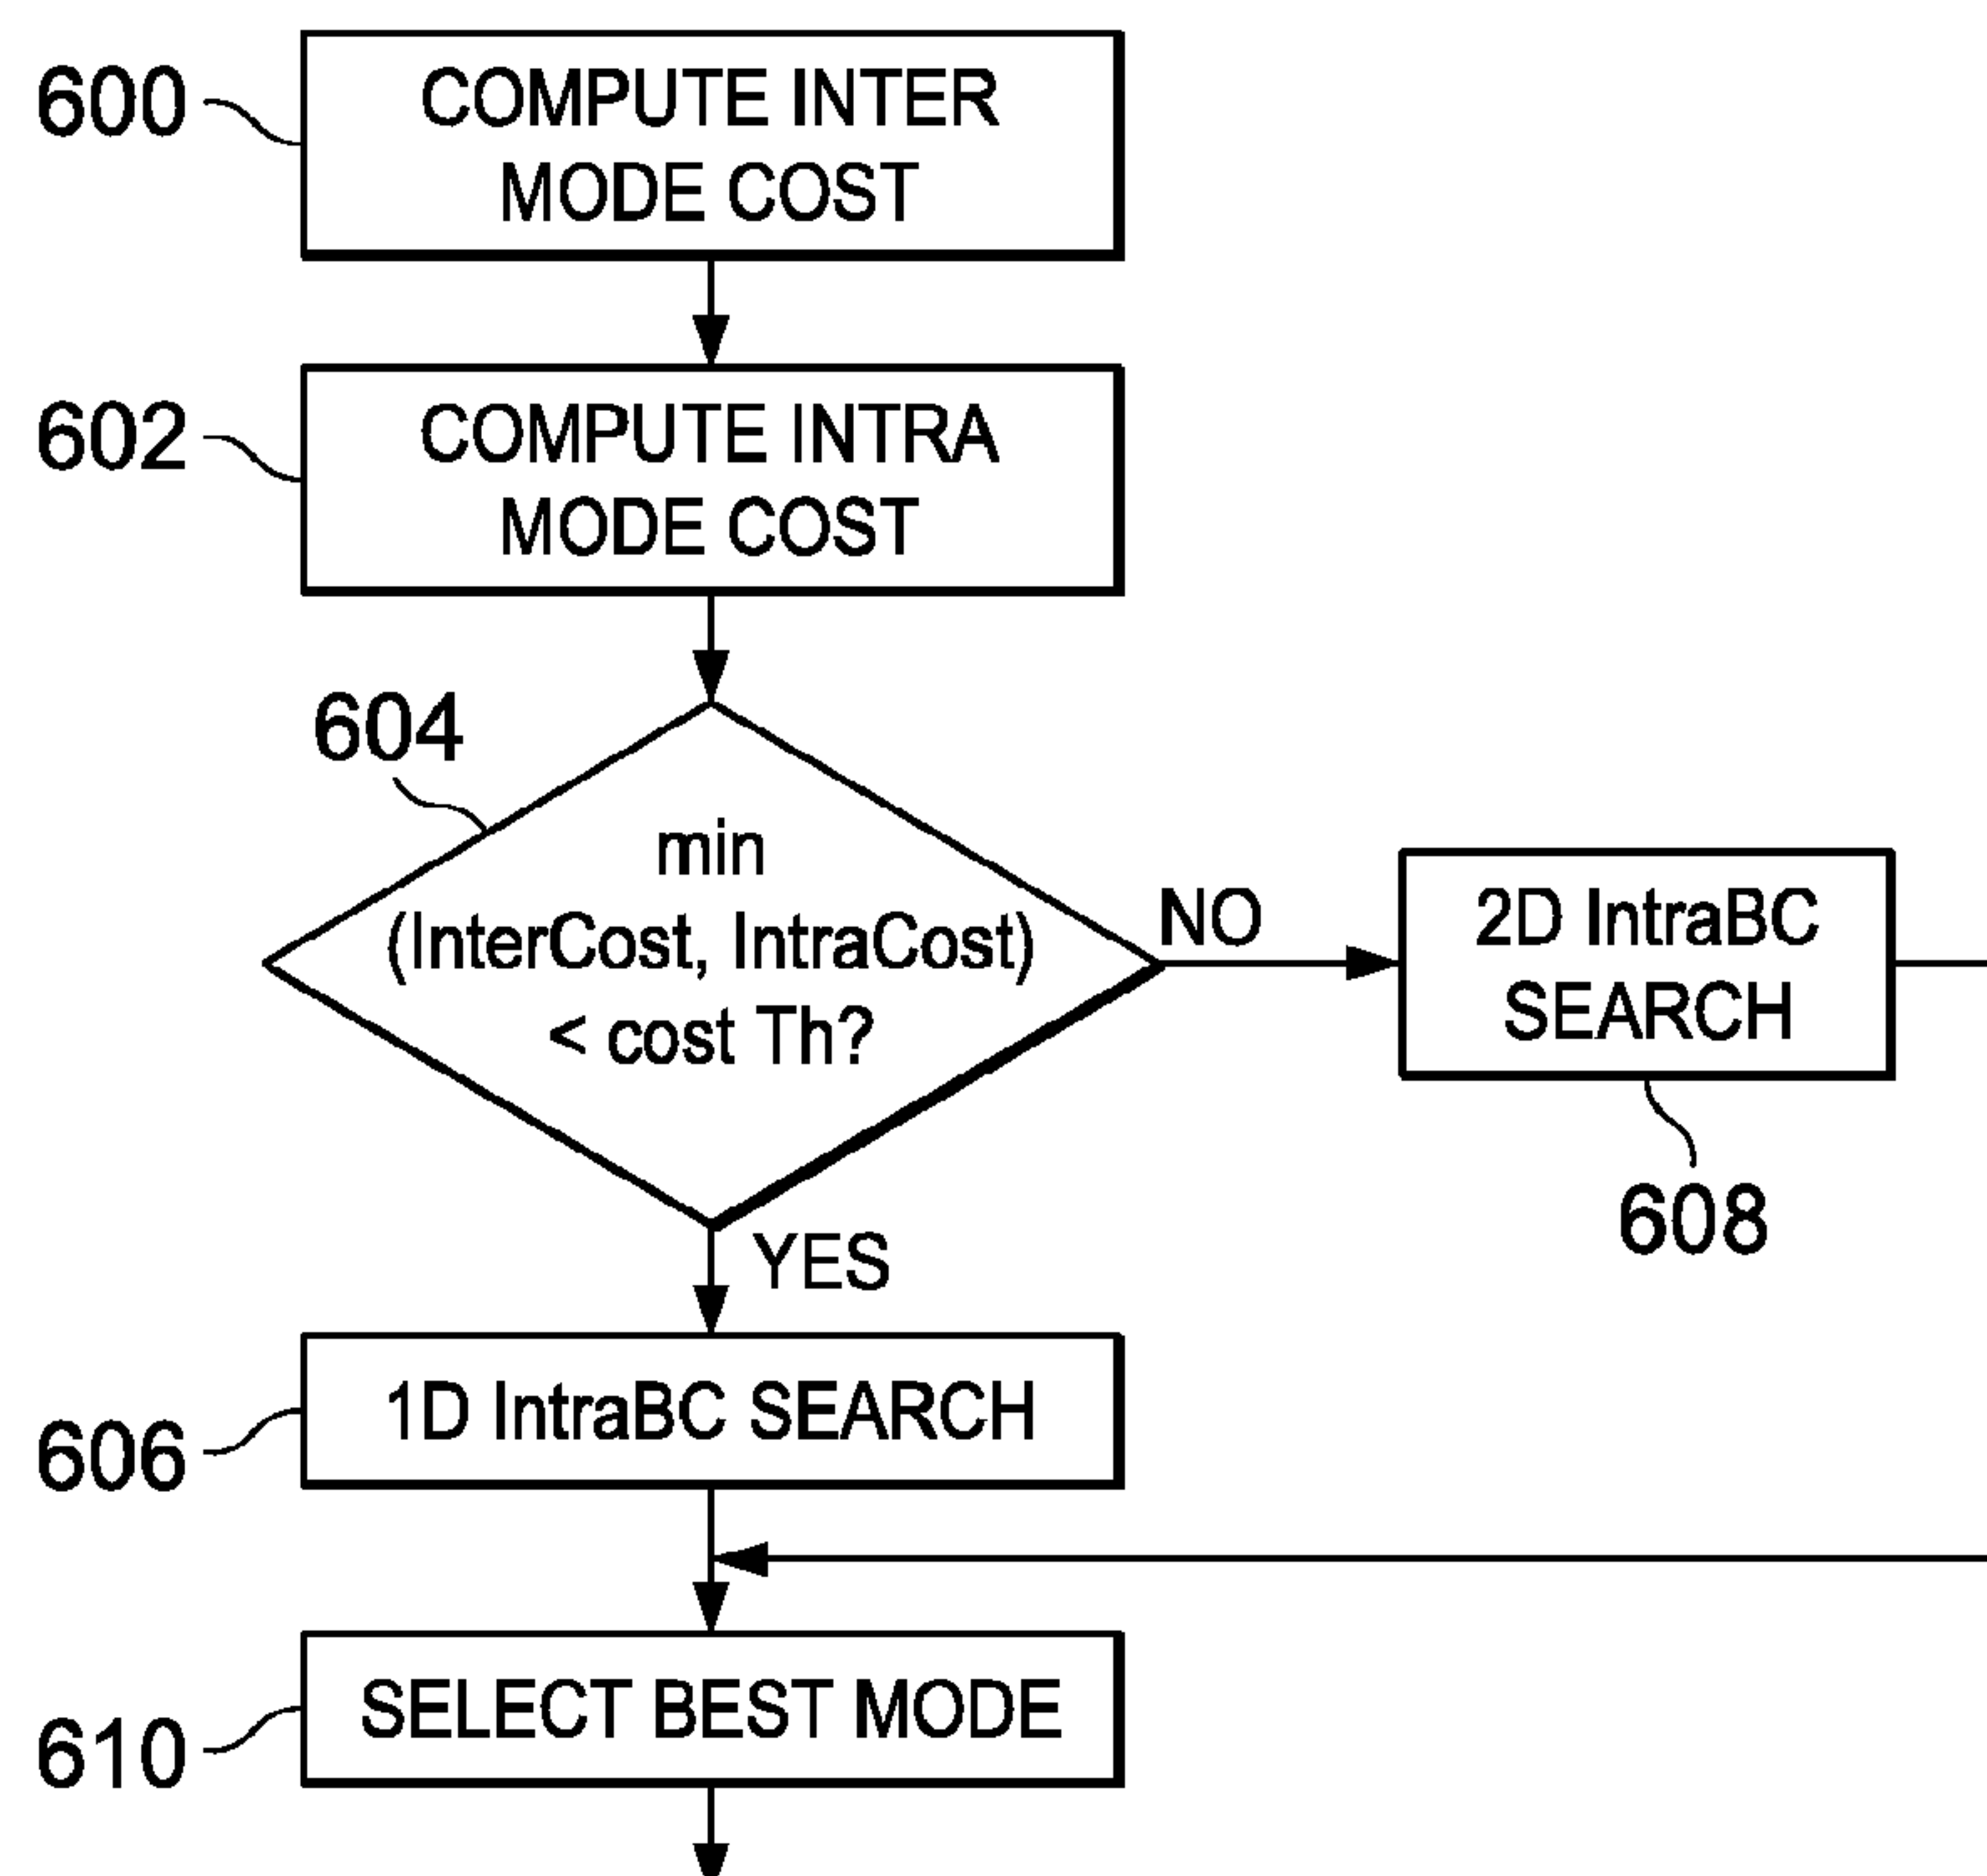 600
COMPUTE INTER
MODE COST
602
COMPUTE INTRA
MODE COST
604
min
(InterCost, IntraCost)
< cost Th?
NO
2D IntraBC
SEARCH
608
YES
606
1D IntraBC SEARCH
610
SELECT BEST MODE